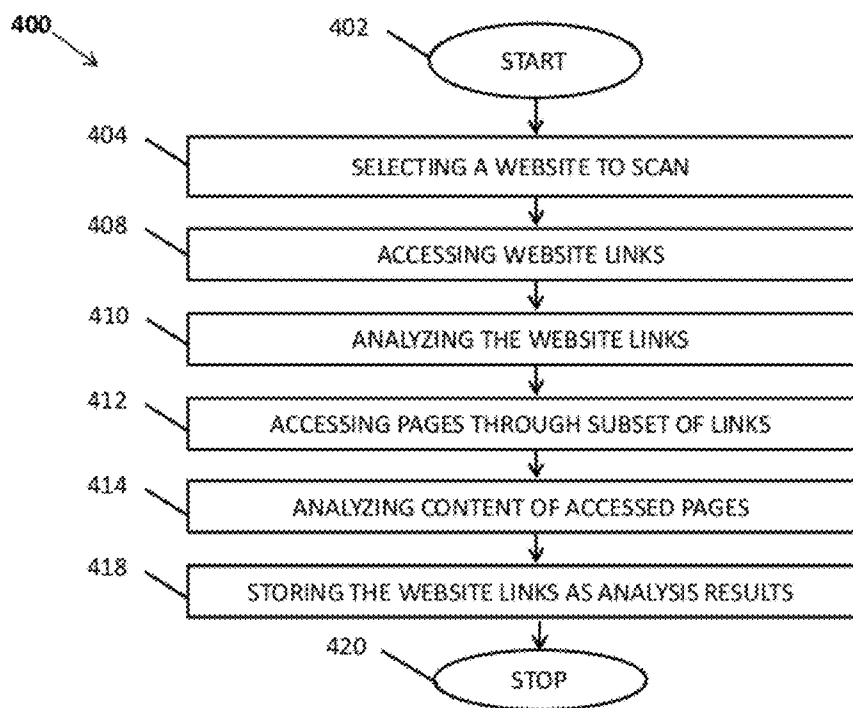 400
402
START
404
SELECTING A WEBSITE TO SCAN
408
ACCESSING WEBSITE LINKS
410
ANALYZING THE WEBSITE LINKS
412
ACCESSING PAGES THROUGH SUBSET OF LINKS
414
ANALYZING CONTENT OF ACCESSED PAGES
418
STORING THE WEBSITE LINKS AS ANALYSIS RESULTS
420
STOP